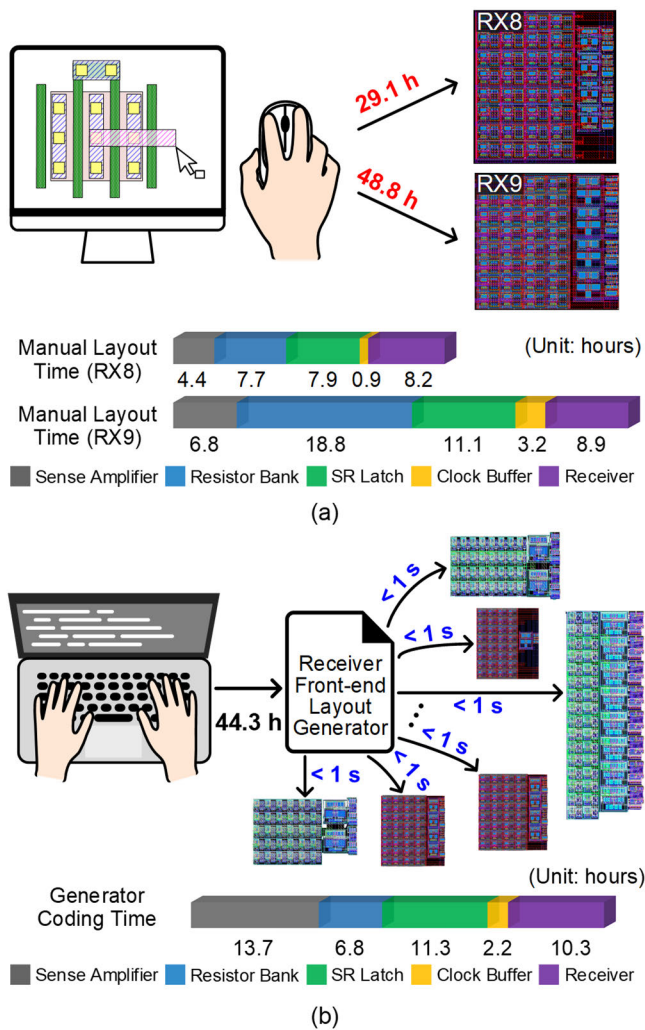 RX8
29.1 h
48.8 h
RX9
Manual Layout
Time (RX8)
(Unit: hours)
4.4 7.7 7.9 0.9 8.2
Manual Layout
Time (RX9)
6.8 18.8 11.1 3.2 8.9
Sense Amplifier Resistor Bank SR Latch Clock Buffer Receiver
(a)
< 1 s
< 1 s
Receiver
Front-end
Layout
Generator
44.3 h
< 1 s
< 1 s
< 1 s
< 1 s
(Unit: hours)
Generator
Coding Time
13.7 6.8 11.3 2.2 10.3
Sense Amplifier Resistor Bank SR Latch Clock Buffer Receiver
(b)